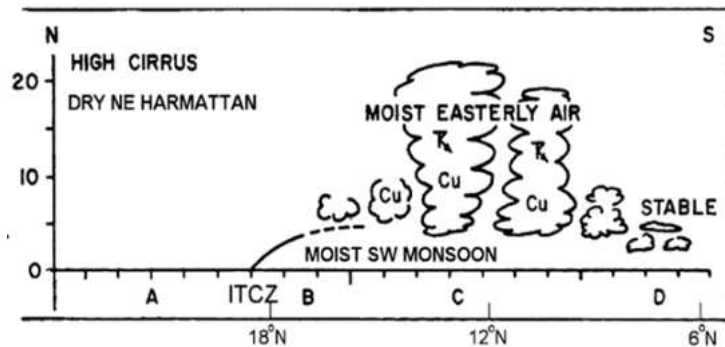 N S
HIGH CIRRUS
20
DRY NE HARMATTAN
MOIST EASTERLY AIR
Cu Cu
10
Cu
STABLE
MOIST SW MONSOON
0
A ITCZ B C D
18°N 12°N 6°N